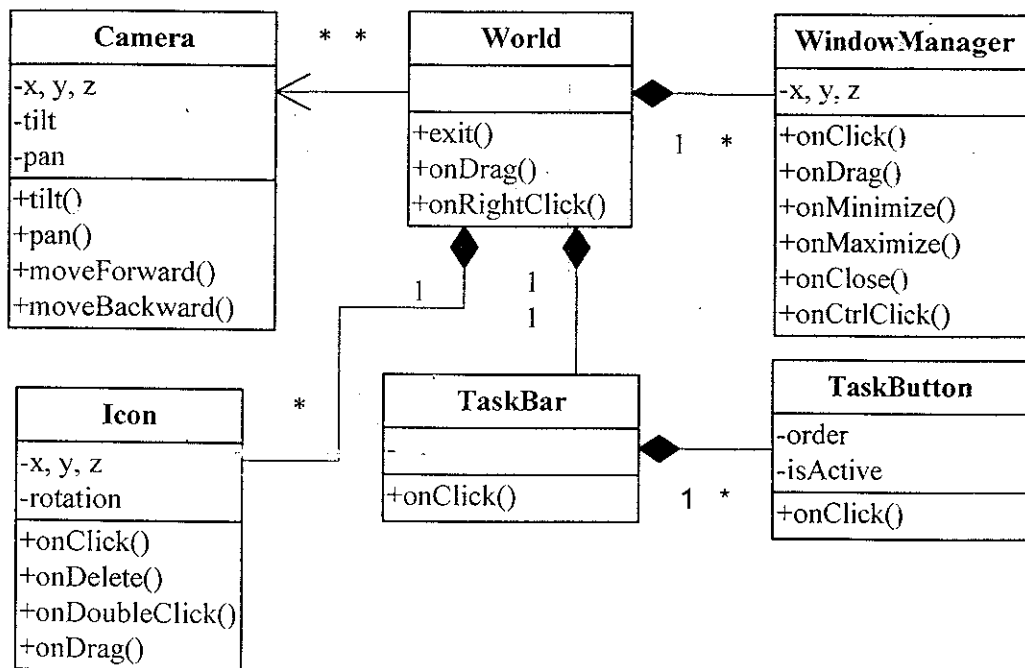 Camera
-x, y, z
-tilt
-pan
+tilt()
+pan()
+moveForward()
+moveBackward()
* *
World
+exit()
+onDrag()
+onRightClick()
1 *
WindowManager
-x, y, z
+onClick()
+onDrag()
+onMinimize()
+onMaximize()
+onClose()
+onCtrlClick()
1
*
1
1
Icon
-x, y, z
-rotation
+onClick()
+onDelete()
+onDoubleClick()
+onDrag()
TaskBar
-
+onClick()
1 *
TaskButton
-order
-isActive
+onClick()